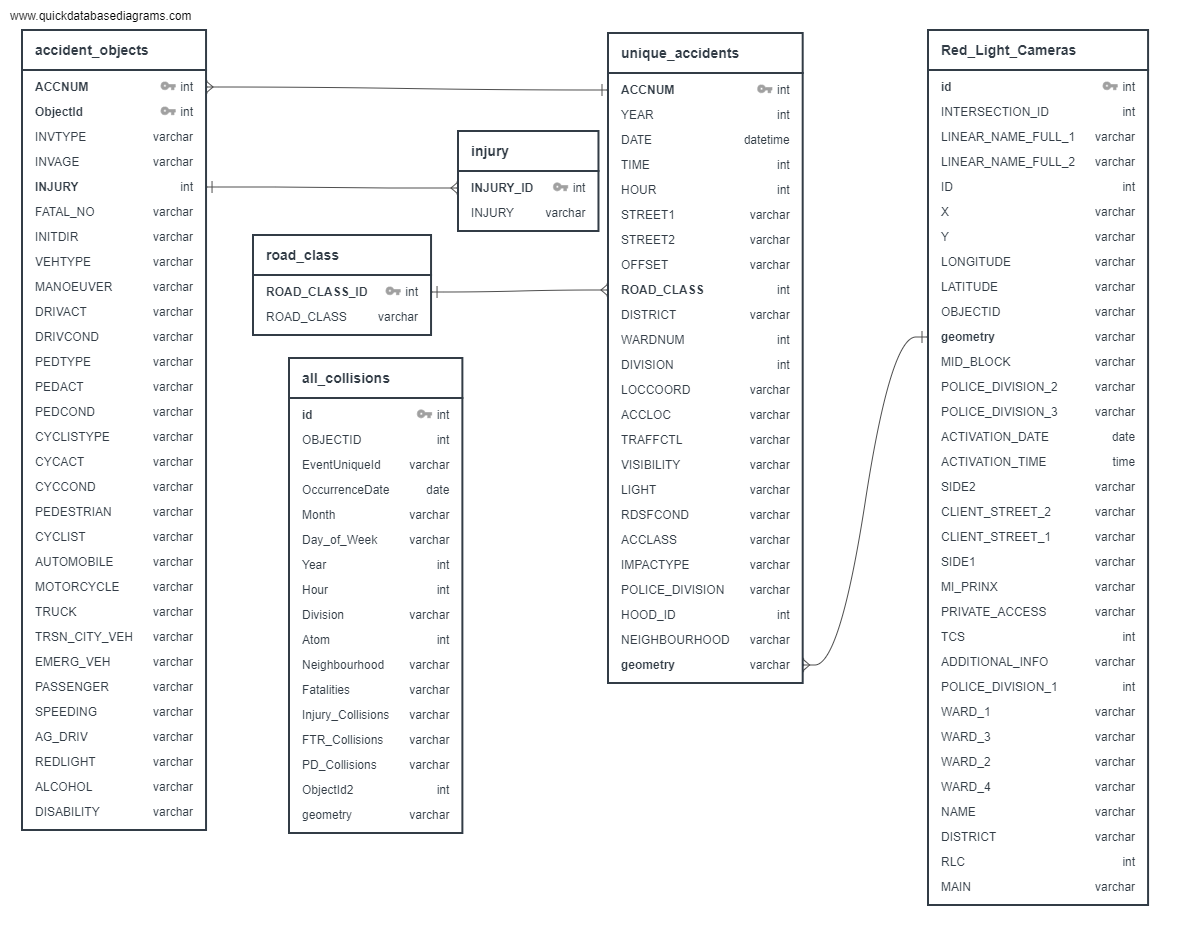 www.quickdatabasediagrams.com
accident_objects
ACCNUM int
ObjectId int
INVTYPE varchar
INVAGE varchar
INJURY int
FATAL_NO varchar
INITDIR varchar
VEHTYPE varchar
MANOEUVER varchar
DRIVACT varchar
DRIVCOND varchar
PEDTYPE varchar
PEDACT varchar
PEDCOND varchar
CYCLISTYPE varchar
CYCACT varchar
CYCCOND varchar
PEDESTRIAN varchar
CYCLIST varchar
AUTOMOBILE varchar
MOTORCYCLE varchar
TRUCK varchar
TRSN_CITY_VEH varchar
EMERG_VEH varchar
PASSENGER varchar
SPEEDING varchar
AG_DRIV varchar
REDLIGHT varchar
ALCOHOL varchar
DISABILITY varchar
injury
INJURY_ID int
INJURY varchar
road_class
ROAD_CLASS_ID int
ROAD_CLASS varchar
all_collisions
id int
OBJECTID int
EventUniqueId varchar
OccurrenceDate date
Month varchar
Day_of_Week varchar
Year int
Hour int
Division varchar
Atom int
Neighbourhood varchar
Fatalities varchar
Injury_Collisions varchar
FTR_Collisions varchar
PD_Collisions varchar
ObjectId2 int
geometry varchar
unique_accidents
ACCNUM int
YEAR int
DATE datetime
TIME int
HOUR int
STREET1 varchar
STREET2 varchar
OFFSET varchar
ROAD_CLASS int
DISTRICT varchar
WARDNUM int
DIVISION int
LOCCOORD varchar
ACCLOC varchar
TRAFFCTL varchar
VISIBILITY varchar
LIGHT varchar
RDSFCOND varchar
ACCLASS varchar
IMPACTYPE varchar
POLICE_DIVISION varchar
HOOD_ID int
NEIGHBOURHOOD varchar
geometry varchar
Red_Light_Cameras
id int
INTERSECTION_ID int
LINEAR_NAME_FULL_1 varchar
LINEAR_NAME_FULL_2 varchar
ID int
X varchar
Y varchar
LONGITUDE varchar
LATITUDE varchar
OBJECTID varchar
geometry varchar
MID_BLOCK varchar
POLICE_DIVISION_2 varchar
POLICE_DIVISION_3 varchar
ACTIVATION_DATE date
ACTIVATION_TIME time
SIDE2 varchar
CLIENT_STREET_2 varchar
CLIENT_STREET_1 varchar
SIDE1 varchar
MI_PRINX varchar
PRIVATE_ACCESS varchar
TCS int
ADDITIONAL_INFO varchar
POLICE_DIVISION_1 int
WARD_1 varchar
WARD_3 varchar
WARD_2 varchar
WARD_4 varchar
NAME varchar
DISTRICT varchar
RLC int
MAIN varchar